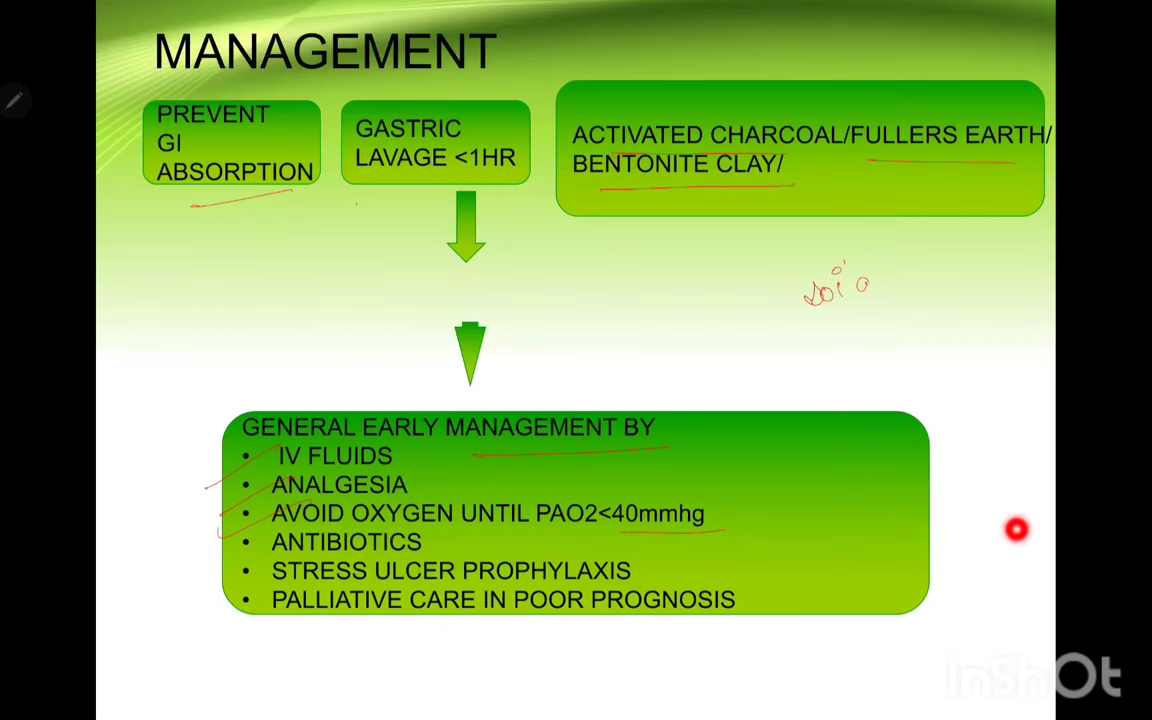 MANAGEMENT
PREVENT
GI
ABSORPTION
GASTRIC
LAVAGE <1HR
ACTIVATED CHARCOAL/FULLERS EARTH/
BENTONITE CLAY/
GENERAL EARLY MANAGEMENT BY
• IV FLUIDS
• ANALGESIA
• AVOID OXYGEN UNTIL PAO2<40mmhg
• ANTIBIOTICS
• STRESS ULCER PROPHYLAXIS
• PALLIATIVE CARE IN POOR PROGNOSIS
InShOt